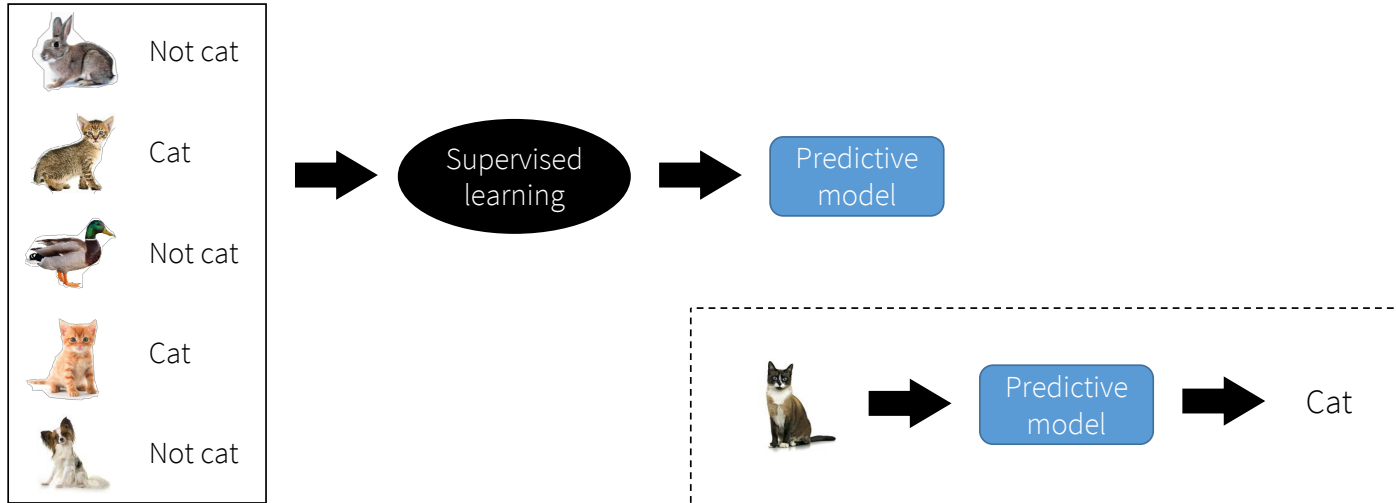 Not cat
Cat
Not cat
Cat
Not cat
Supervised
learning
Predictive
model
Predictive
model
Cat